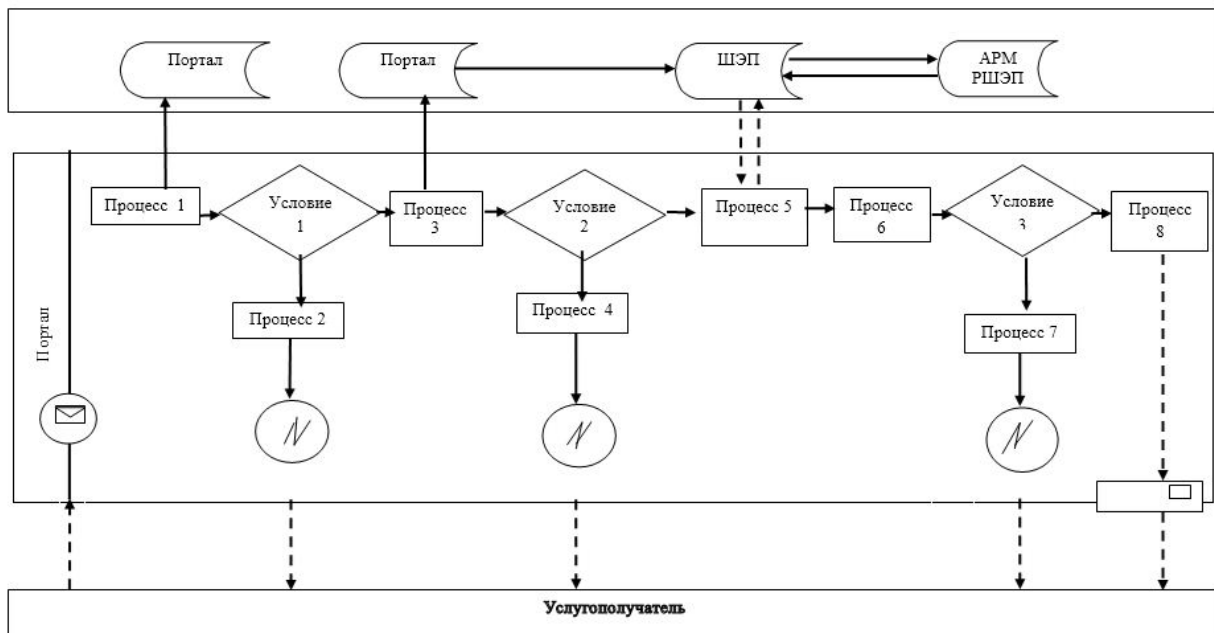 Портал
Портал
ШЭП
АРМ
РШЭП
Процесс 1
Условие
1
Процесс
3
Условие
2
Процесс 5
Процесс
6
Условие
3
Процесс
8
Процесс 2
Процесс 4
Процесс 7
Портал
N
N
N
Услугополучатель